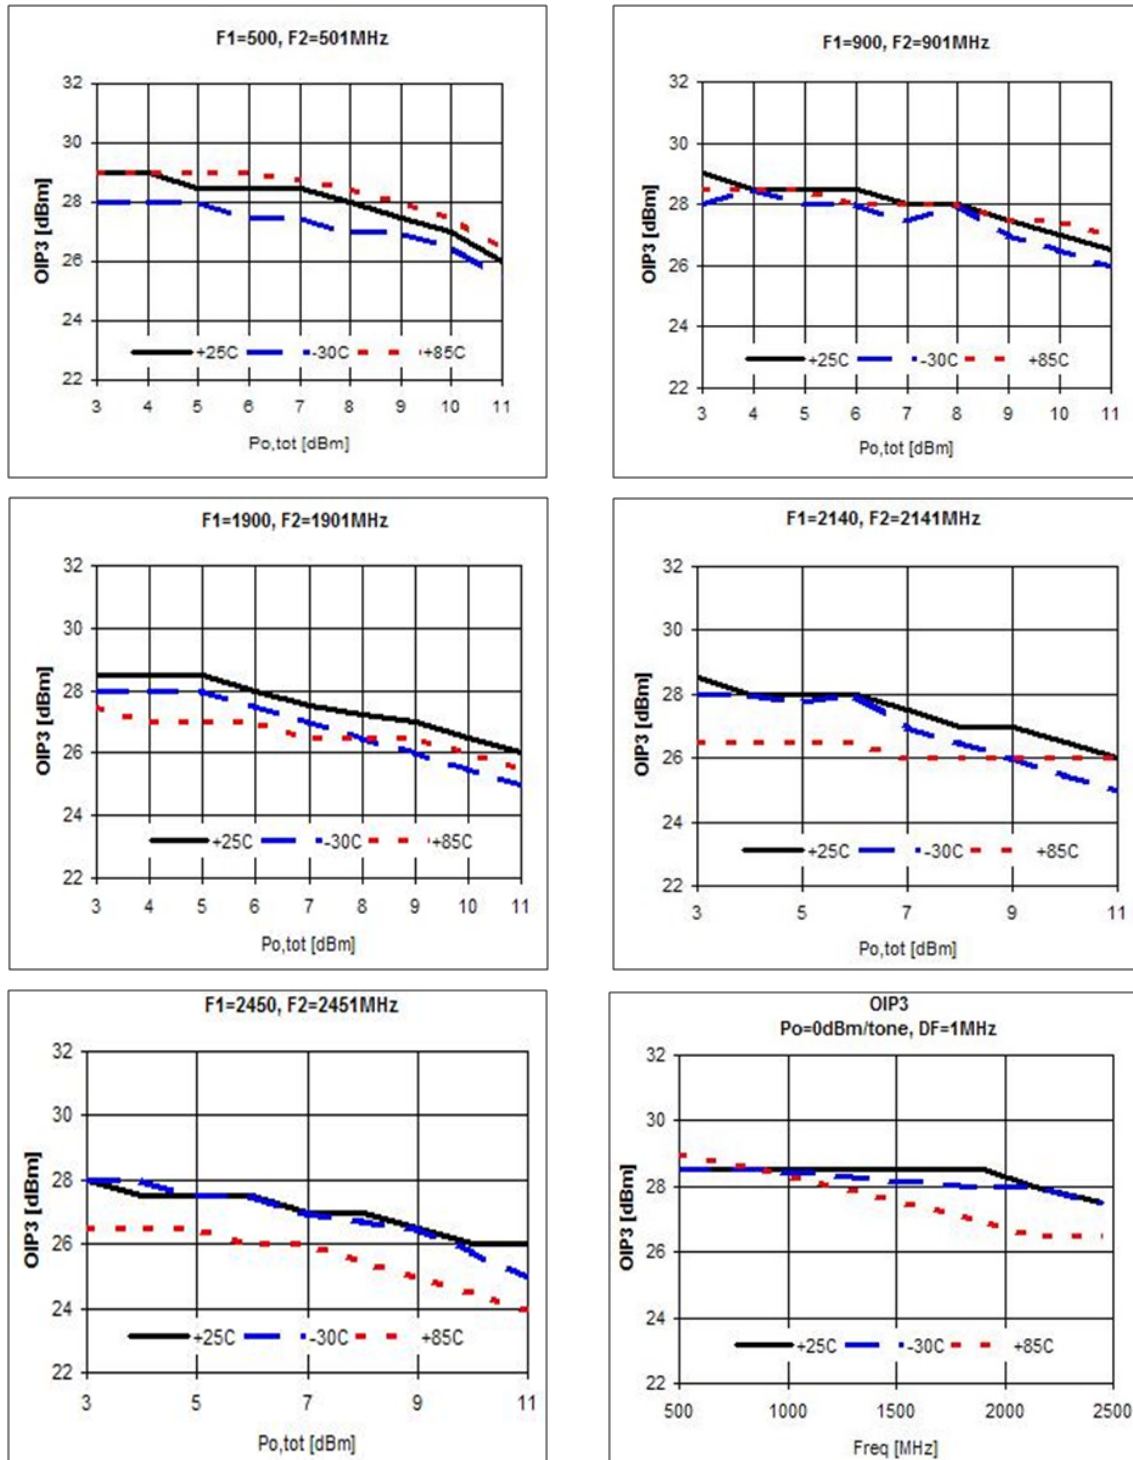 F1=500, F2=501MHz
32
30
28
26
24
22
OIP3 [dBm]
+25C -30C +85C
3 4 5 6 7 8 9 10 11
Po,tot [dBm]
F1=900, F2=901MHz
32
30
28
26
24
22
OIP3 [dBm]
+25C -30C +85C
3 4 5 6 7 8 9 10 11
Po,tot [dBm]
F1=1900, F2=1901MHz
32
30
28
26
24
22
OIP3 [dBm]
+25C -30C +85C
3 4 5 6 7 8 9 10 11
Po,tot [dBm]
F1=2140, F2=2141MHz
32
30
28
26
24
22
OIP3 [dBm]
+25C -30C +85C
3 5 7 9 11
Po,tot [dBm]
F1=2450, F2=2451MHz
32
30
28
26
24
22
OIP3 [dBm]
+25C -30C +85C
3 5 7 9 11
Po,tot [dBm]
OIP3
Po=0dBm/tone, DF=1MHz
32
30
28
26
24
22
OIP3 [dBm]
+25C -30C +85C
500 1000 1500 2000 2500
Freq [MHz]